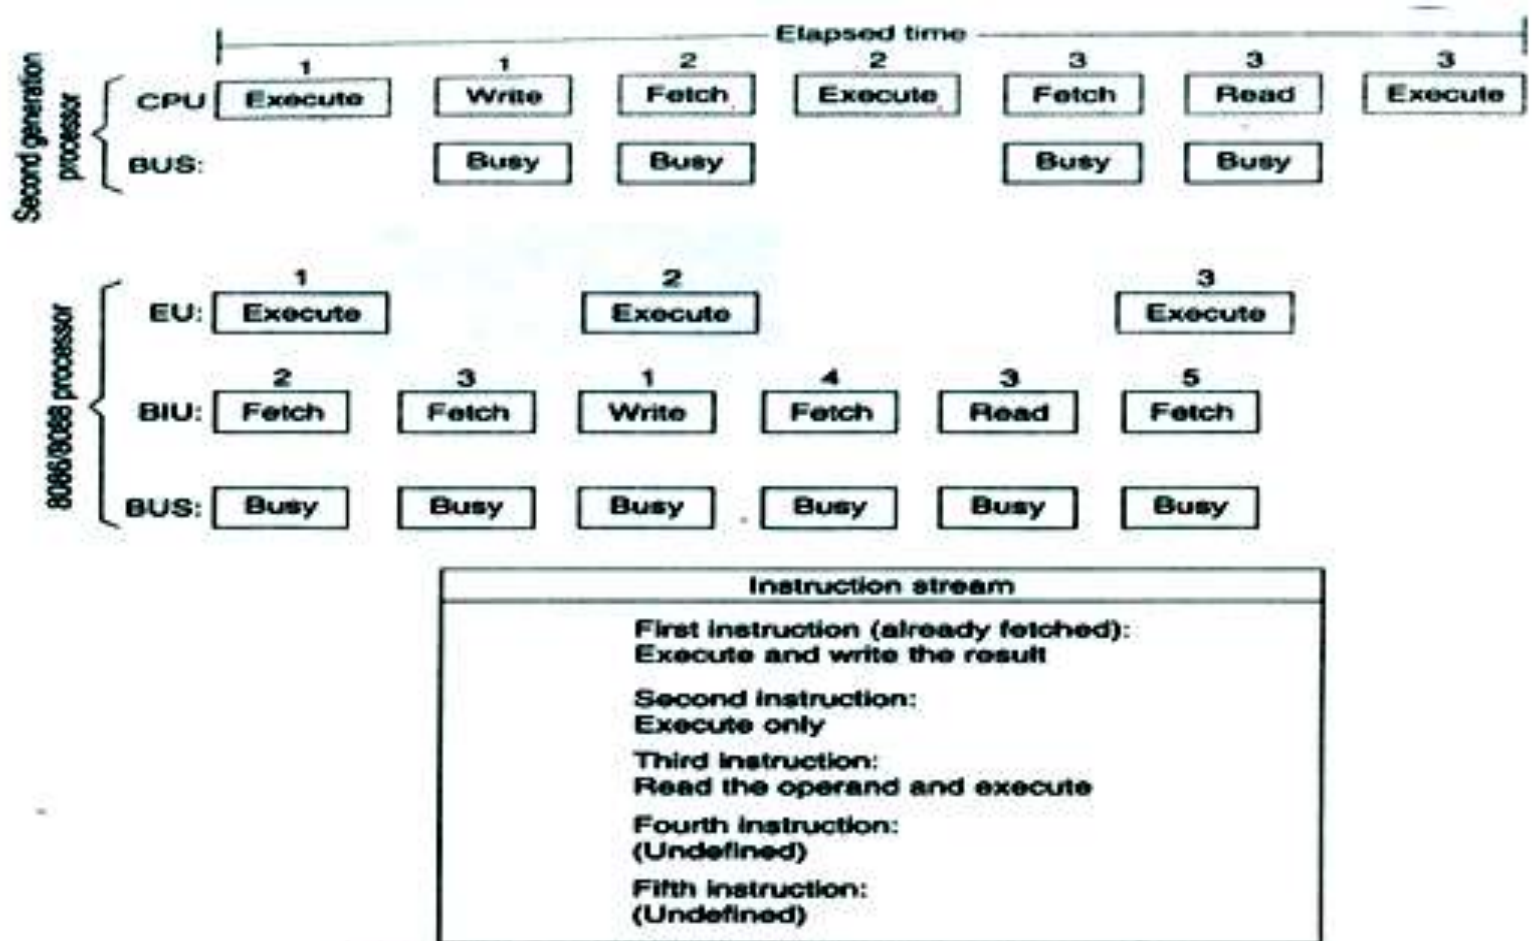 Elapsed time
Second generation processor
1 1 2 2 3 3 3
CPU Execute Write Fetch Execute Fetch Read Execute
BUS: Busy Busy Busy Busy
8086/8088 processor
1 2 3
EU: Execute Execute Execute
2 3 1 4 3 5
BIU: Fetch Fetch Write Fetch Read Fetch
BUS: Busy Busy Busy Busy Busy Busy
Instruction stream
First instruction (already fetched):
Execute and write the result
Second instruction:
Execute only
Third instruction:
Read the operand and execute
Fourth instruction:
(Undefined)
Fifth instruction:
(Undefined)